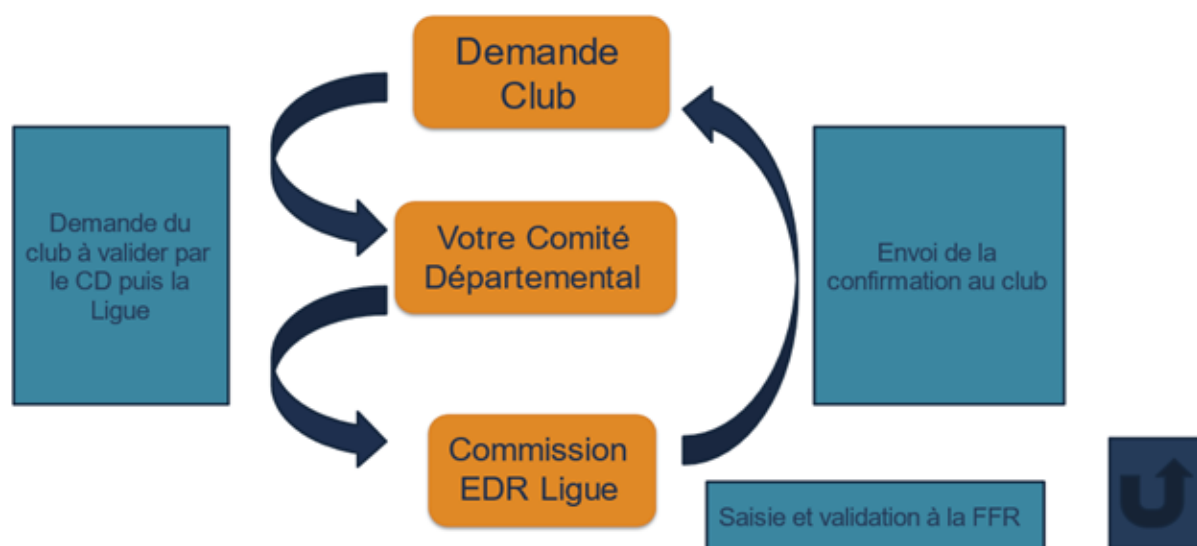 Demande
Club
Demande du
club à valider par
le CD puis la
Ligue
Votre Comité
Départemental
Envoi de la
confirmation au club
Commission
EDR Ligue
Saisie et validation à la FFR